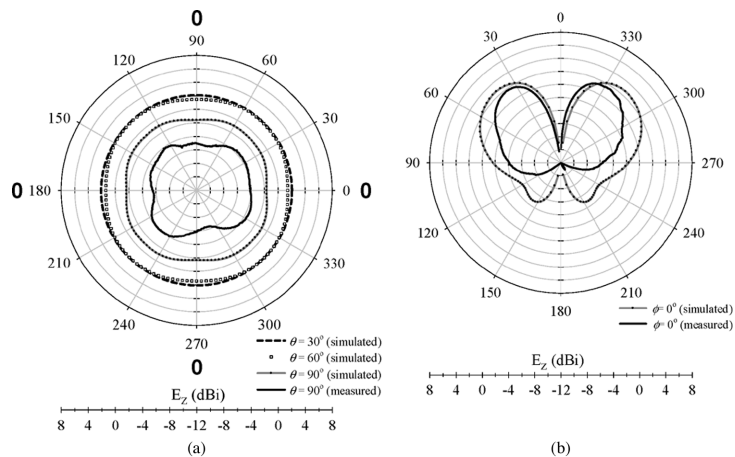 0
90
120
60
150
30
0
180
0
0
210
330
240
300
270
0
θ = 30° (simulated)
θ = 60° (simulated)
θ = 90° (simulated)
θ = 90° (measured)
E_Z (dBi)
8 4 0 -4 -8 -12 -8 -4 0 4 8
(a)
0
30
330
60
300
90
270
120
240
150
210
180
ϕ = 0° (simulated)
ϕ = 0° (measured)
E_Z (dBi)
8 4 0 -4 -8 -12 -8 -4 0 4 8
(b)